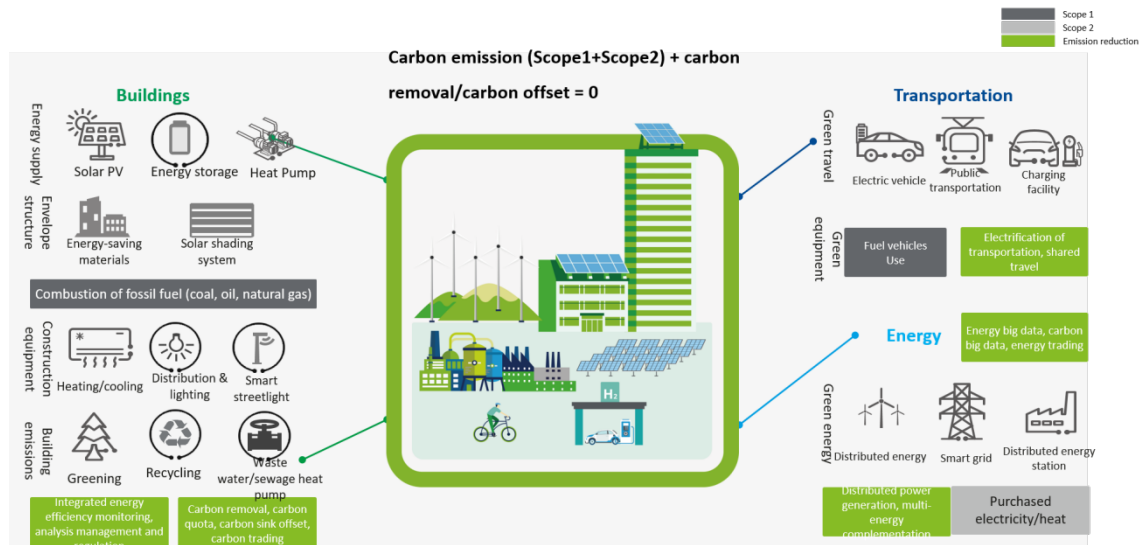 Scope 1
Scope 2
Emission reduction
Carbon emission (Scope1+Scope2) + carbon
removal/carbon offset = 0
Buildings
Energy supply
Solar PV
Energy storage
Heat Pump
Envelope
structure
Energy-saving
materials
Solar shading
system
Combustion of fossil fuel (coal, oil, natural gas)
Construction
equipment
Heating/cooling
Distribution &
lighting
Smart
streetlight
Building
emissions
Greening
Recycling
Waste
water/sewage heat
pump
Integrated energy
efficiency monitoring,
analysis management and
Carbon removal, carbon
quota, carbon sink offset,
carbon trading
H2
Transportation
Green travel
Electric vehicle
Public
transportation
Charging
facility
Green
equipment
Fuel vehicles
Use
Electrification of
transportation, shared
travel
Energy
Energy big data, carbon
big data, energy trading
Green energy
Distributed energy
Smart grid
Distributed energy
station
Distributed power
generation, multi-
energy
complementation
Purchased
electricity/heat